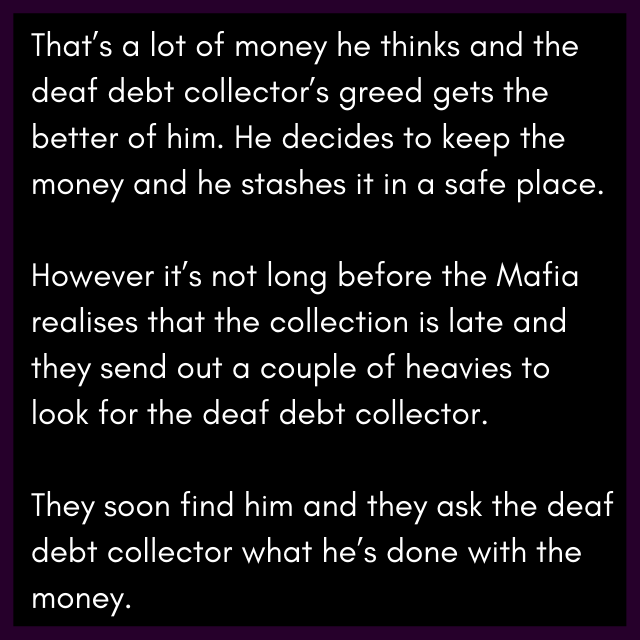 That's a lot of money he thinks and the
deaf debt collector's greed gets the
better of him. He decides to keep the
money and he stashes it in a safe place.
However it's not long before the Mafia
realises that the collection is late and
they send out a couple of heavies to
look for the deaf debt collector.
They soon find him and they ask the deaf
debt collector what he's done with the
money.